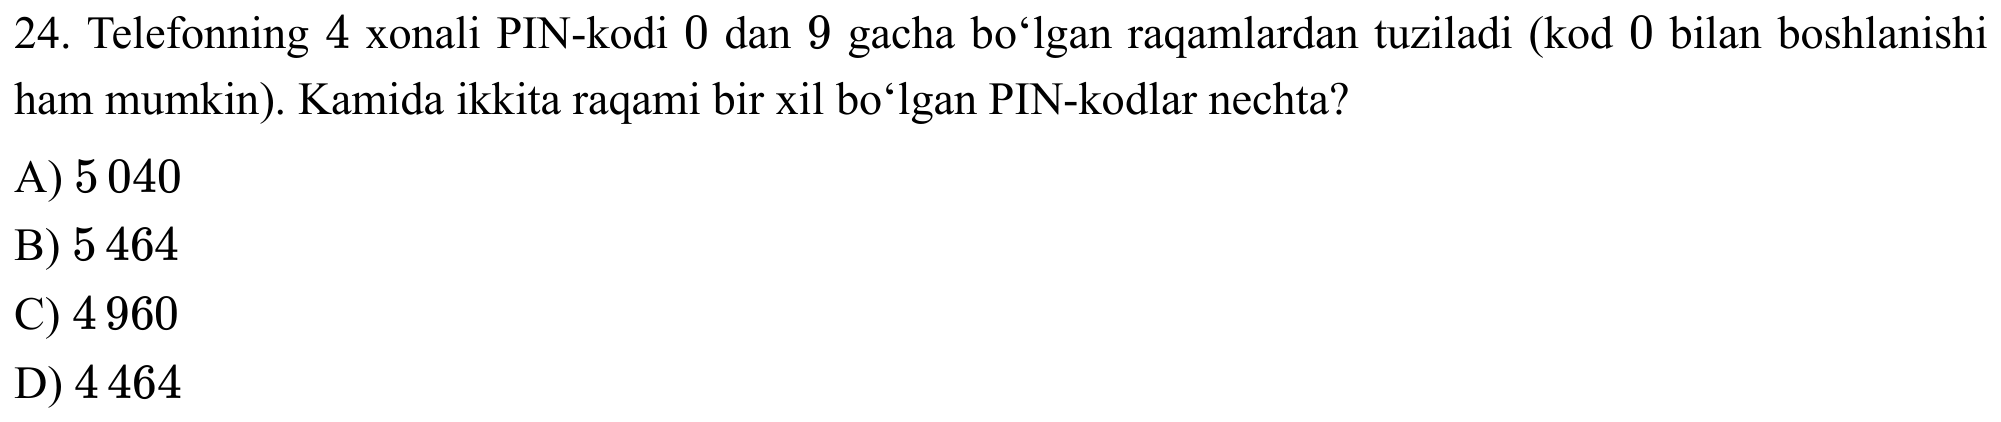 24. Telefonning 4 xonali PIN-kodi 0 dan 9 gacha bo‘lgan raqamlardan tuziladi (kod 0 bilan boshlanishi
ham mumkin). Kamida ikkita raqami bir xil bo‘lgan PIN-kodlar nechta?
A) 5 040
B) 5 464
C) 4 960
D) 4 464